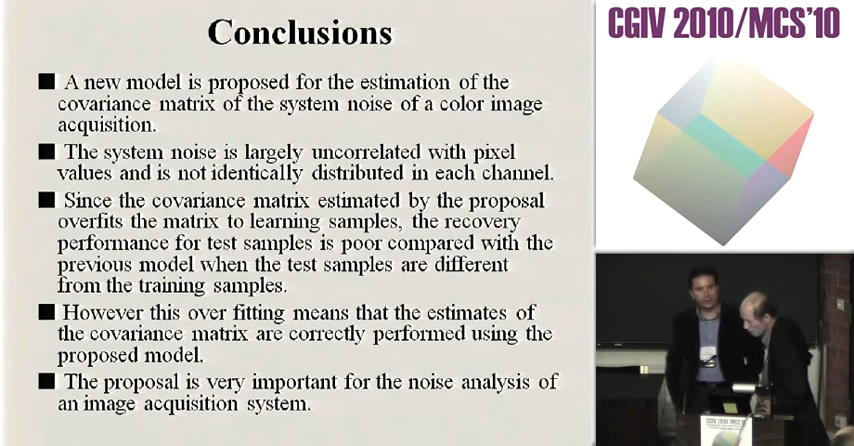 Conclusions
■ A new model is proposed for the estimation of the
covariance matrix of the system noise of a color image
acquisition.
■ The system noise is largely uncorrelated with pixel
values and is not identically distributed in each channel.
■ Since the covariance matrix estimated by the proposal
overfits the matrix to learning samples, the recovery
performance for test samples is poor compared with the
previous model when the test samples are different
from the training samples.
■ However this over fitting means that the estimates of
the covariance matrix are correctly performed using the
proposed model.
■ The proposal is very important for the noise analysis of
an image acquisition system.
CGIV 2010/MCS'10
CGIV 2010/MCS'10